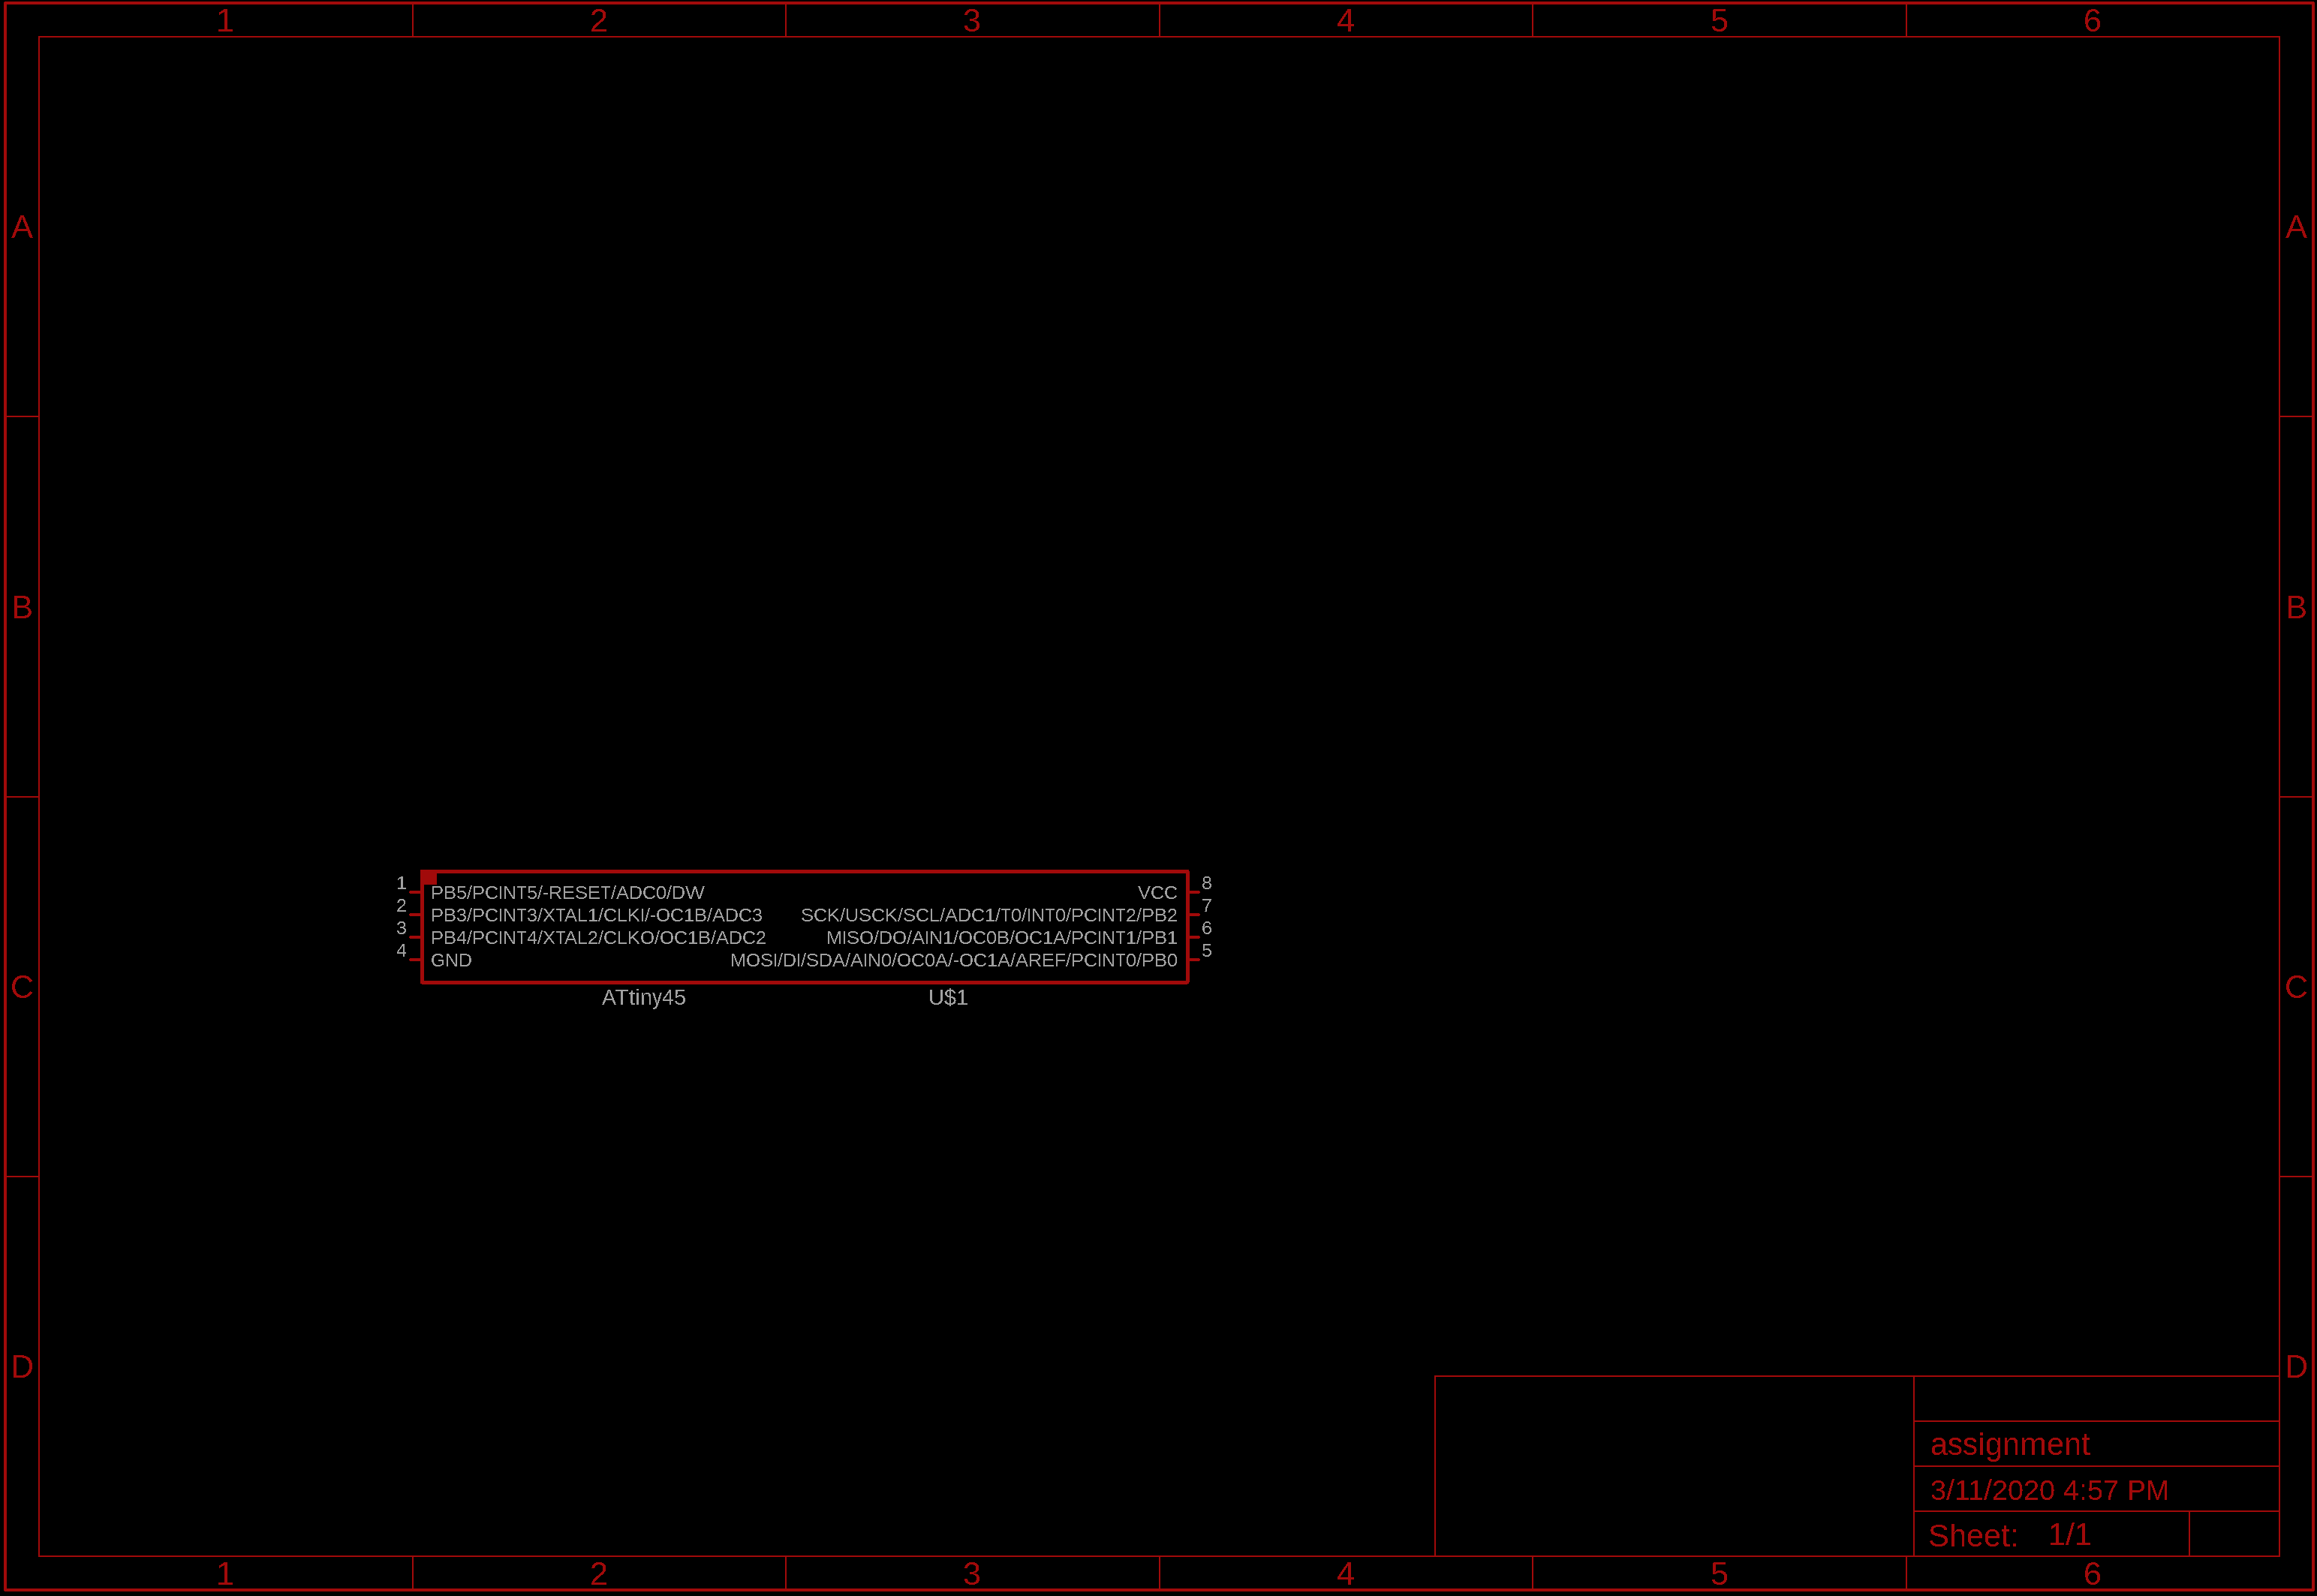 1 2 3 4 5 6
A A
B B
1 PB5/PCINT5/-RESET/ADC0/DW VCC 8
2 PB3/PCINT3/XTAL1/CLKI/-OC1B/ADC3 SCK/USCK/SCL/ADC1/T0/INT0/PCINT2/PB2 7
3 PB4/PCINT4/XTAL2/CLKO/OC1B/ADC2 MISO/DO/AIN1/OC0B/OC1A/PCINT1/PB1 6
4 GND MOSI/DI/SDA/AIN0/OC0A/-OC1A/AREF/PCINT0/PB0 5
C C
ATtiny45 U$1
D D
assignment
3/11/2020 4:57 PM
Sheet: 1/1
1 2 3 4 5 6